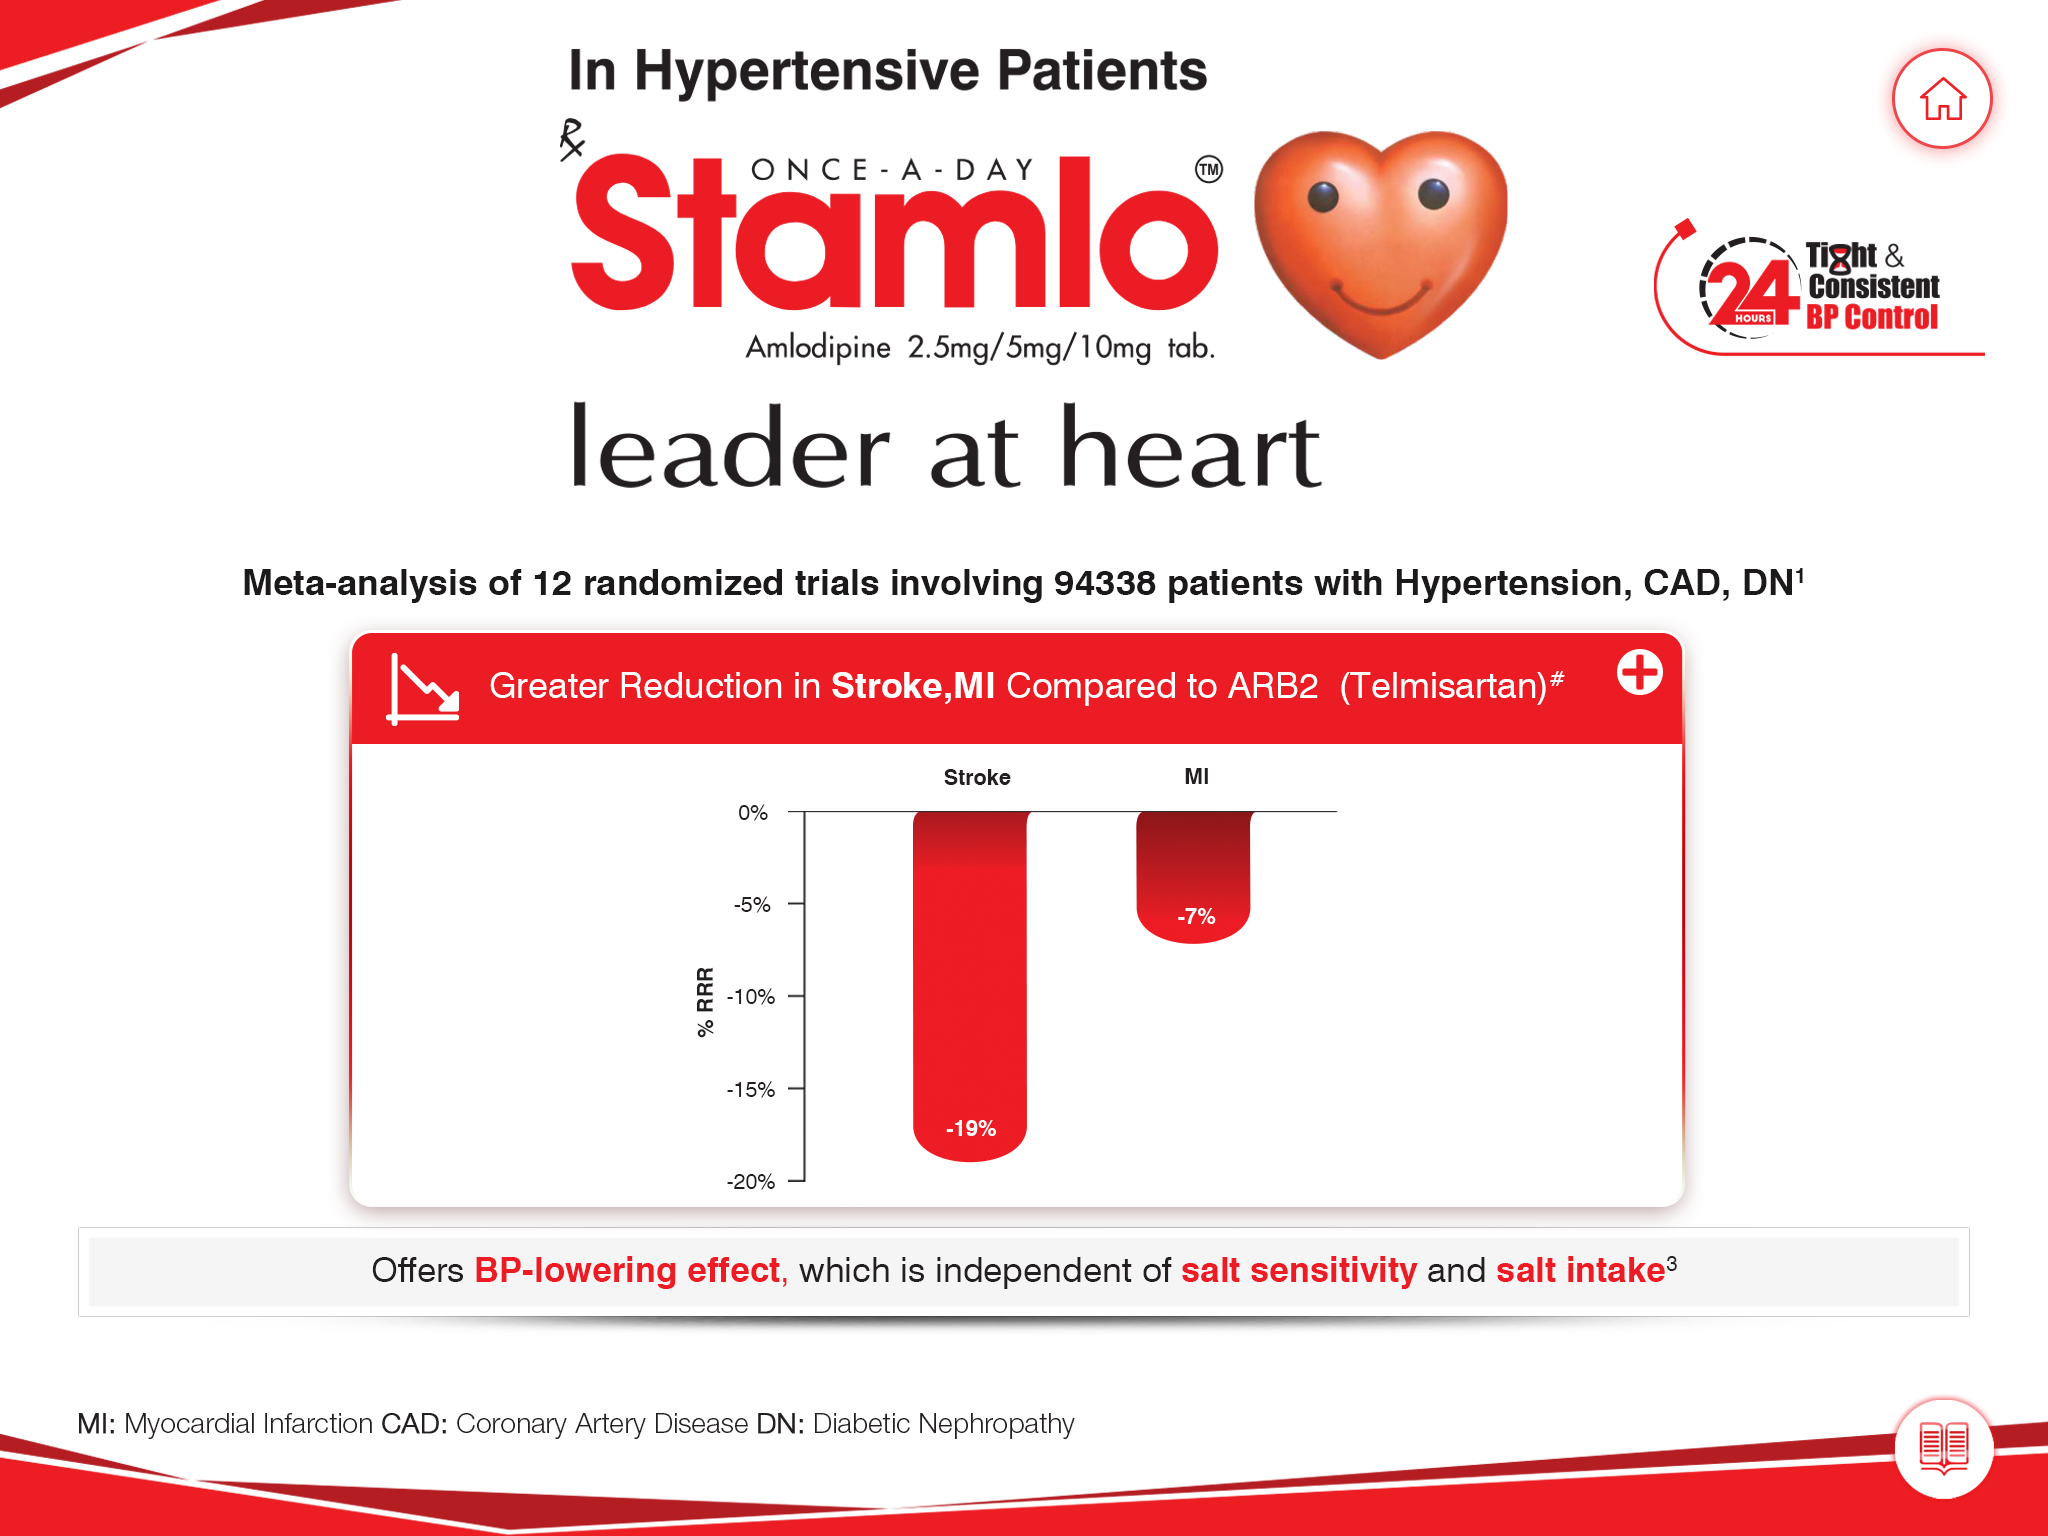 In Hypertensive Patients
℞
ONCE-A-DAY
Stamlo™
Amlodipine 2.5mg/5mg/10mg tab.
leader at heart
24 HOURS
Tight &
Consistent
BP Control
Meta-analysis of 12 randomized trials involving 94338 patients with Hypertension, CAD, DN¹
Greater Reduction in Stroke,MI Compared to ARB2 (Telmisartan)#
Stroke
MI
0%
-5%
-10%
-15%
-20%
% RRR
-19%
-7%
Offers BP-lowering effect, which is independent of salt sensitivity and salt intake³
MI: Myocardial Infarction CAD: Coronary Artery Disease DN: Diabetic Nephropathy